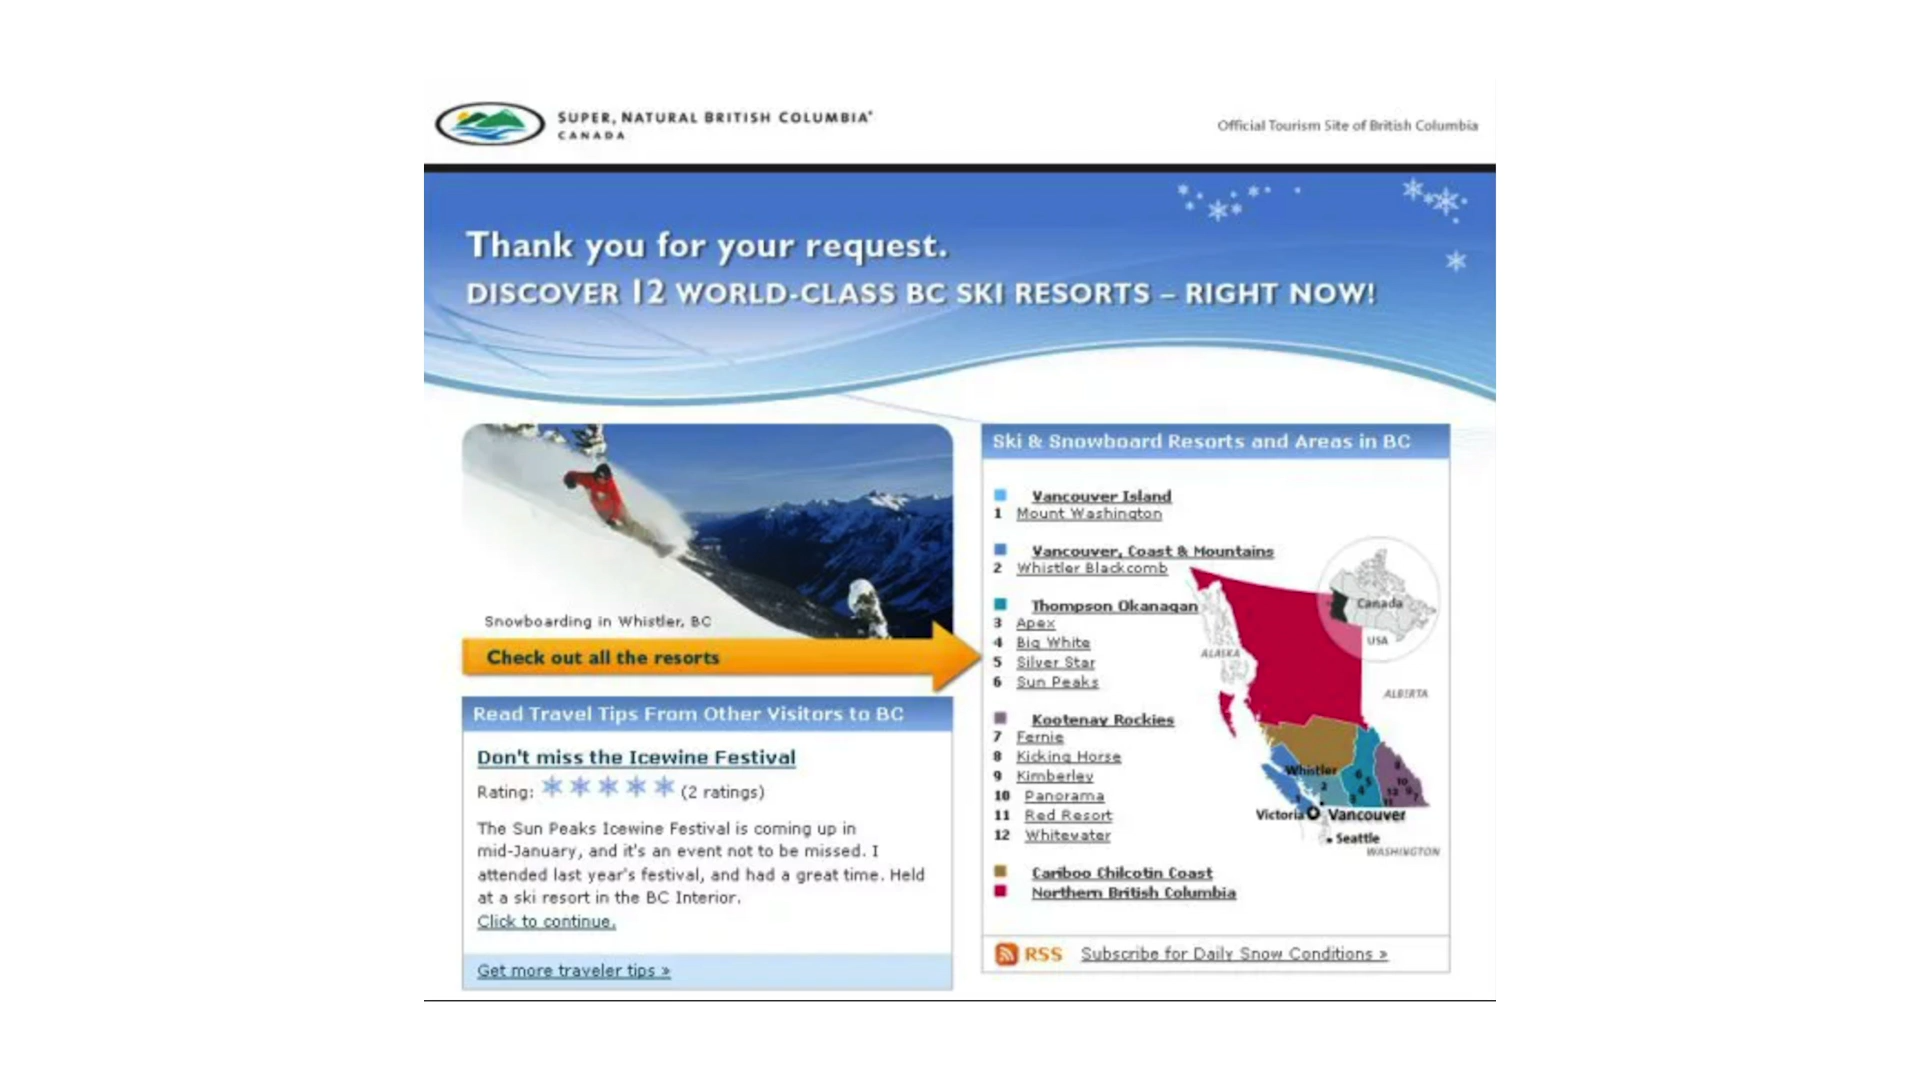 SUPER, NATURAL BRITISH COLUMBIA
CANADA
Official Tourism Site of British Columbia
Thank you for your request.
DISCOVER 12 WORLD-CLASS BC SKI RESORTS – RIGHT NOW!
Snowboarding in Whistler, BC
Check out all the resorts
Read Travel Tips From Other Visitors to BC
Don't miss the Icewine Festival
Rating: (2 ratings)
The Sun Peaks Icewine Festival is coming up in
mid-January, and it's an event not to be missed. I
attended last year's festival, and had a great time. Held
at a ski resort in the BC Interior.
Click to continue.
Get more traveler tips »
Ski & Snowboard Resorts and Areas in BC
Vancouver Island
1 Mount Washington
Vancouver, Coast & Mountains
2 Whistler Blackcomb
Thompson Okanagan
3 Apex
4 Big White
5 Silver Star
6 Sun Peaks
Kootenay Rockies
7 Fernie
8 Kicking Horse
9 Kimberley
10 Panorama
11 Red Resort
12 Whitewater
Cariboo Chilcotin Coast
Northern British Columbia
Canada
USA
ALASKA
ALBERTA
Whistler
2
Victoria
Vancouver
Seattle
WASHINGTON
RSS Subscribe for Daily Snow Conditions »